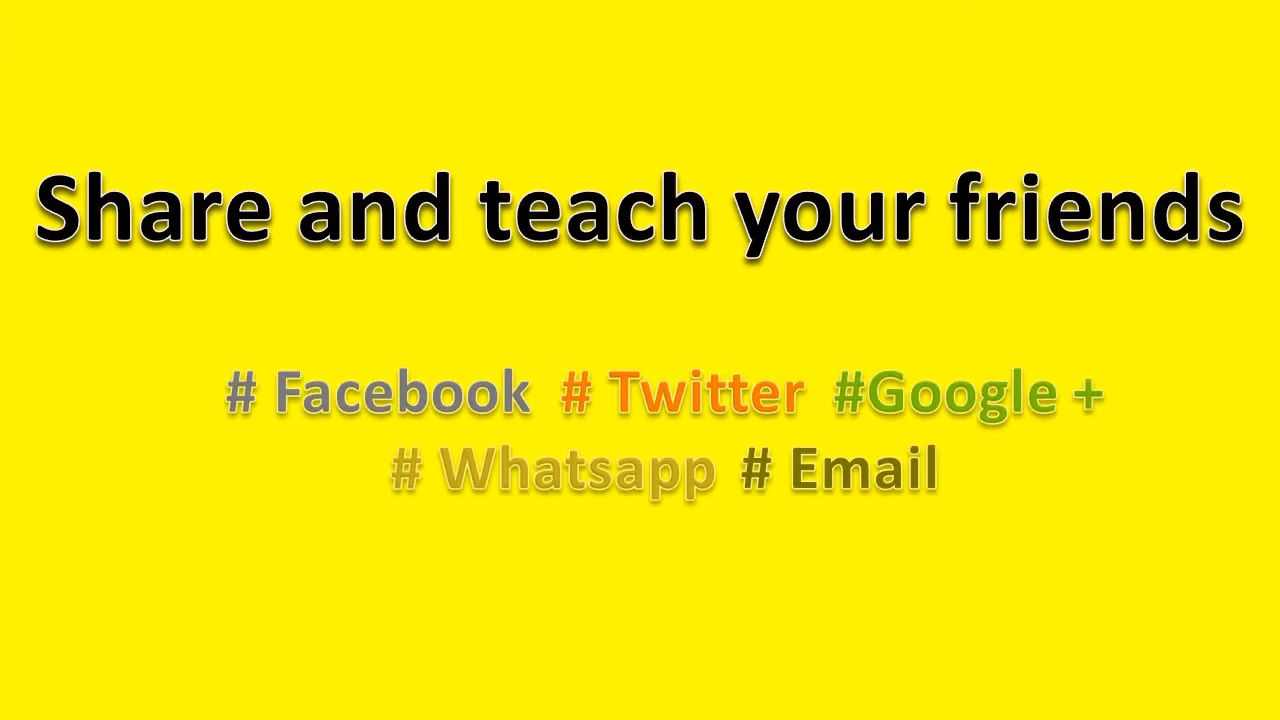 Share and teach your friends
# Facebook # Twitter #Google +
# Whatsapp # Email